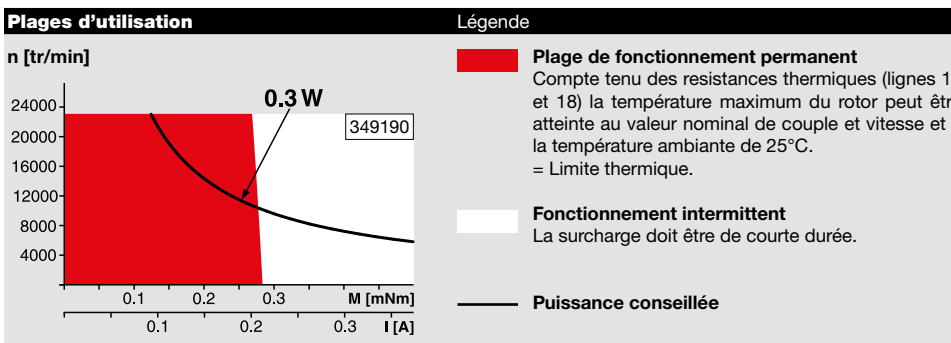 Plages d'utilisation
Légende
n [tr/min]
24000
20000
16000
12000
8000
4000
0.3 W
349190
0.1 0.2 0.3 M [mNm]
0.1 0.2 0.3 I [A]
Plage de fonctionnement permanent
Compte tenu des resistances thermiques (lignes
et 18) la température maximum du rotor peut
atteinte au valeur nominal de couple et vitesse et
la température ambiante de 25°C.
= Limite thermique.
Fonctionnement intermittent
La surcharge doit être de courte durée.
Puissance conseillée